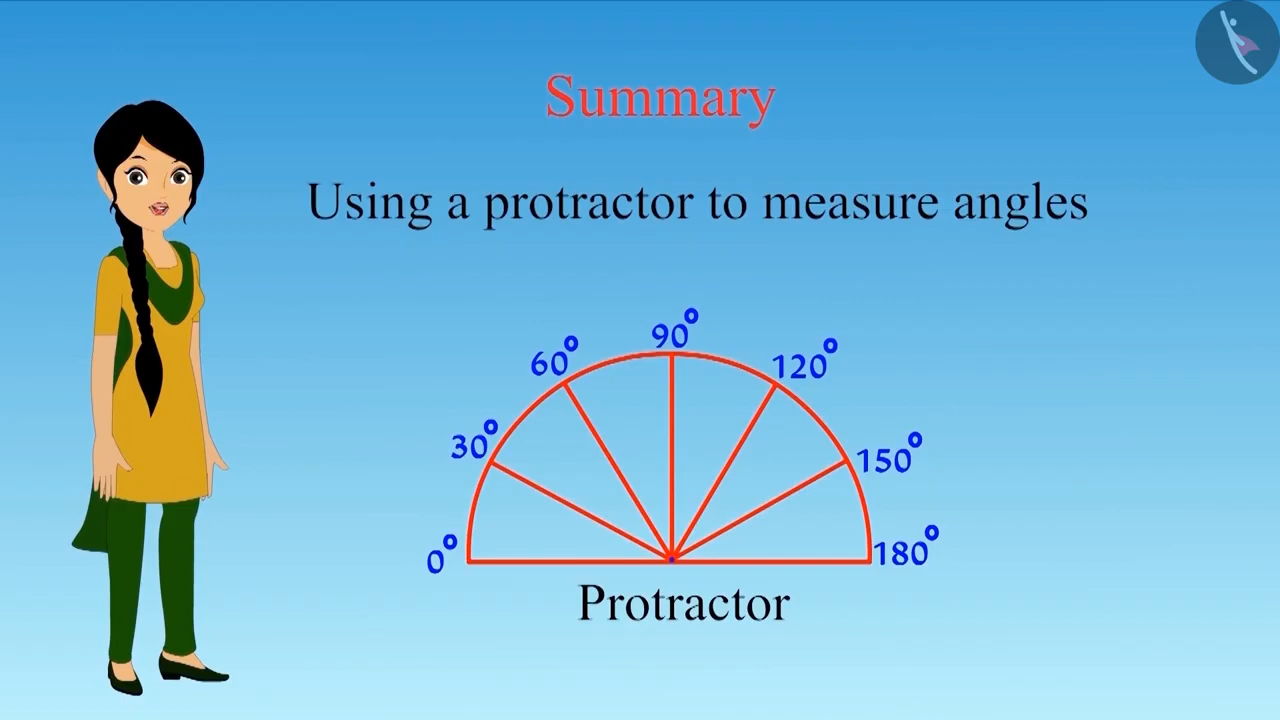 Summary
Using a protractor to measure angles
90°
60°
120°
30°
150°
0°
180°
Protractor